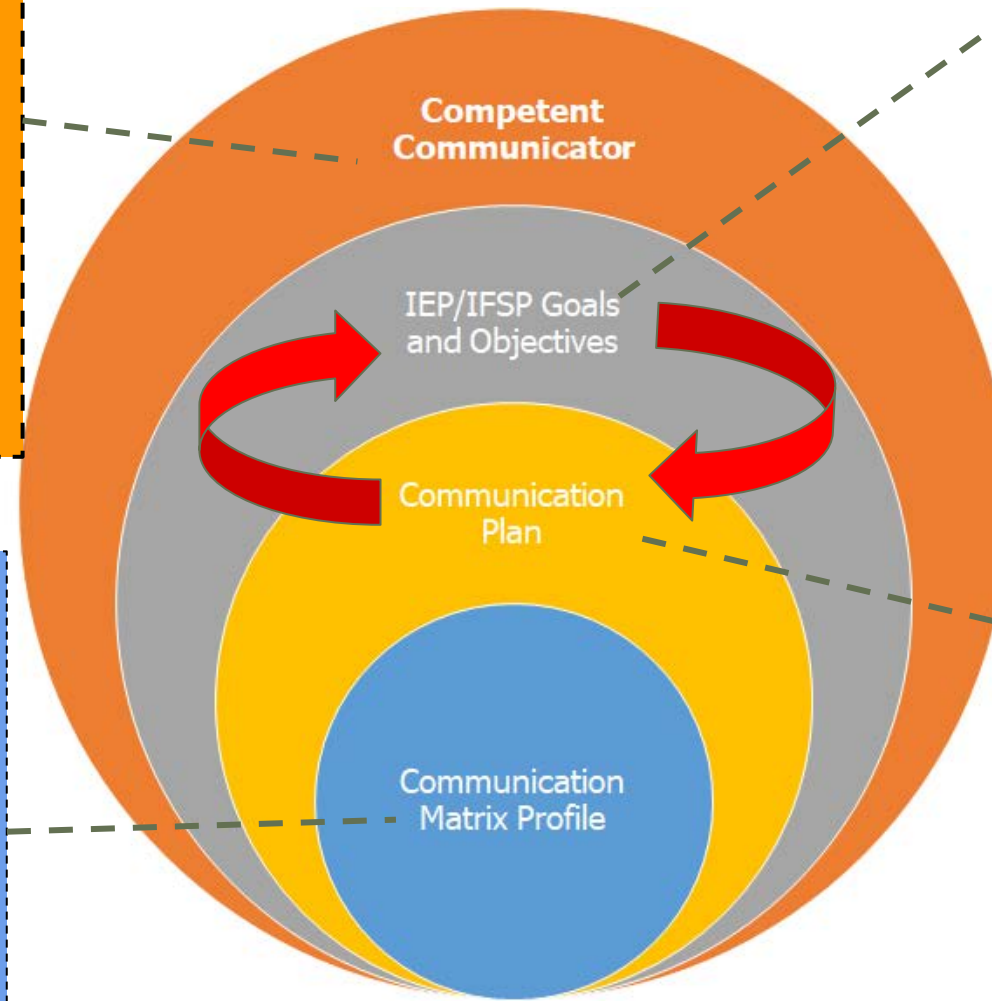 Competent
Communicator
IEP/IFSP Goals
and Objectives
Communication
Plan
Communication
Matrix Profile